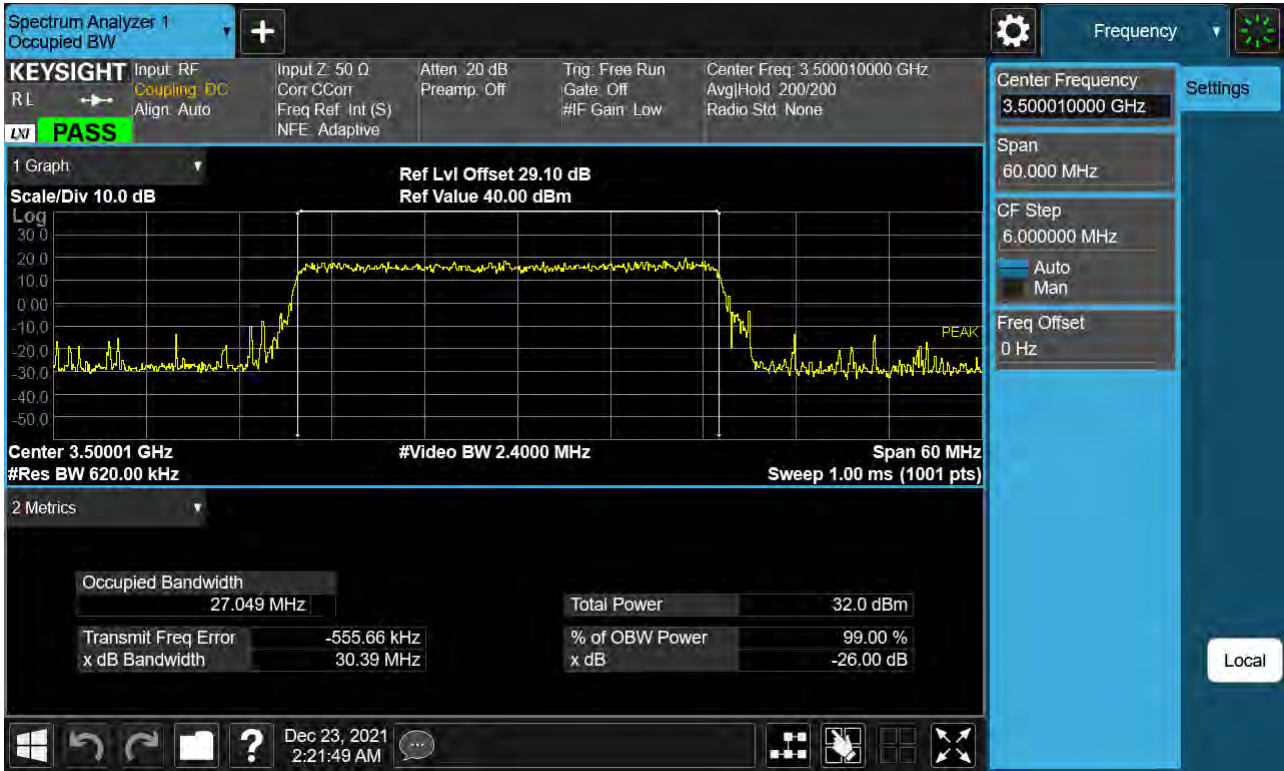 Spectrum Analyzer 1
Occupied BW
+
Frequency
KEYSIGHT
RL
LXI
PASS
Input: RF
Coupling: DC
Align: Auto
Input Z: 50 Ω
Corr CCorr
Freq Ref: Int (S)
NFE: Adaptive
Atten: 20 dB
Preamp: Off
Trig: Free Run
Gate: Off
#IF Gain: Low
Center Freq: 3.500010000 GHz
Avg|Hold: 200/200
Radio Std: None
Center Frequency
3.500010000 GHz
Settings
Span
60.000 MHz
CF Step
6.000000 MHz
Auto
Man
Freq Offset
0 Hz
Local
1 Graph
Scale/Div 10.0 dB
Ref Lvl Offset 29.10 dB
Ref Value 40.00 dBm
Log
30.0
20.0
10.0
0.00
-10.0
-20.0
-30.0
-40.0
-50.0
PEAK
Center 3.50001 GHz
#Video BW 2.4000 MHz
Span 60 MHz
#Res BW 620.00 kHz
Sweep 1.00 ms (1001 pts)
2 Metrics
Occupied Bandwidth
27.049 MHz
Total Power 32.0 dBm
Transmit Freq Error -555.66 kHz
% of OBW Power 99.00 %
x dB Bandwidth 30.39 MHz
x dB -26.00 dB
?
Dec 23, 2021
2:21:49 AM